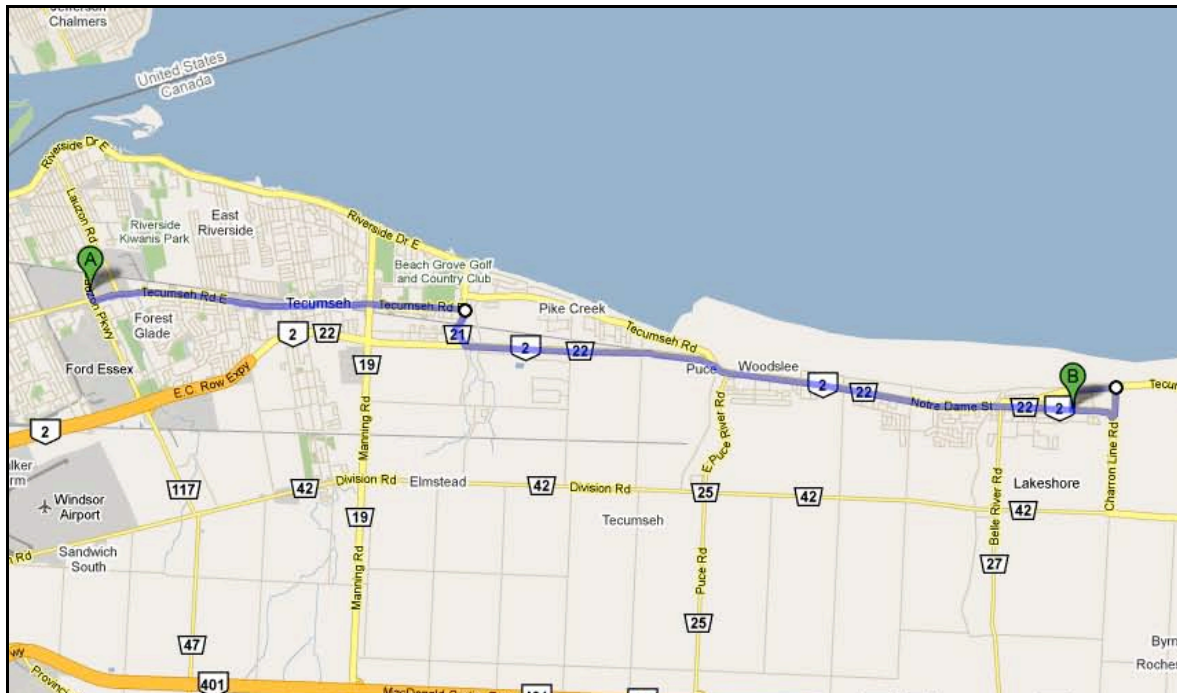 Jefferson
Chalmers
United States
Canada
Riverside Dr E
Lauzon Rd
Riverside
Kiwanis Park
East
Riverside
Riverside Dr E
A
Beach Grove Golf
and Country Club
Tecumseh Rd E
Tecumseh
Tecumseh Rd
Pike Creek
Lauzon Pkwy
Forest
Glade
2
22
21
2
22
Tecumseh Rd
Ford Essex
19
Puce
Woodslee
B
E.C. Row Expy
2
22
Notre Dame St
22
2
2
Manning Rd
E Puce River Rd
Belle River Rd
Charron Line Rd
117
42
Division Rd
Elmstead
42
Division Rd
25
42
Lakeshore
42
Windsor
Airport
19
Tecumseh
Sandwich
South
Manning Rd
Puce Rd
27
47
25
401